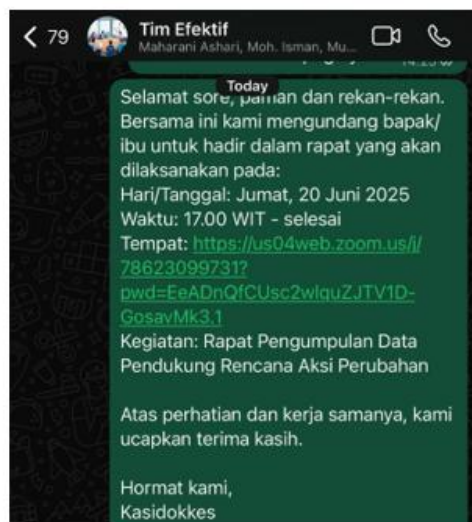 79
Tim Efektif
Maharani Ashari, Moh. Isman, Mu...
14.25
Today
Selamat sore, paman dan rekan-rekan.
Bersama ini kami mengundang bapak/
ibu untuk hadir dalam rapat yang akan
dilaksanakan pada:
Hari/Tanggal: Jumat, 20 Juni 2025
Waktu: 17.00 WIT - selesai
Tempat: https://us04web.zoom.us/j/
78623099731?
pwd=EeADnQfCUsc2wlquZJTV1D-
GosavMk3.1
Kegiatan: Rapat Pengumpulan Data
Pendukung Rencana Aksi Perubahan
Atas perhatian dan kerja samanya, kami
ucapkan terima kasih.
Hormat kami,
Kasidokkes